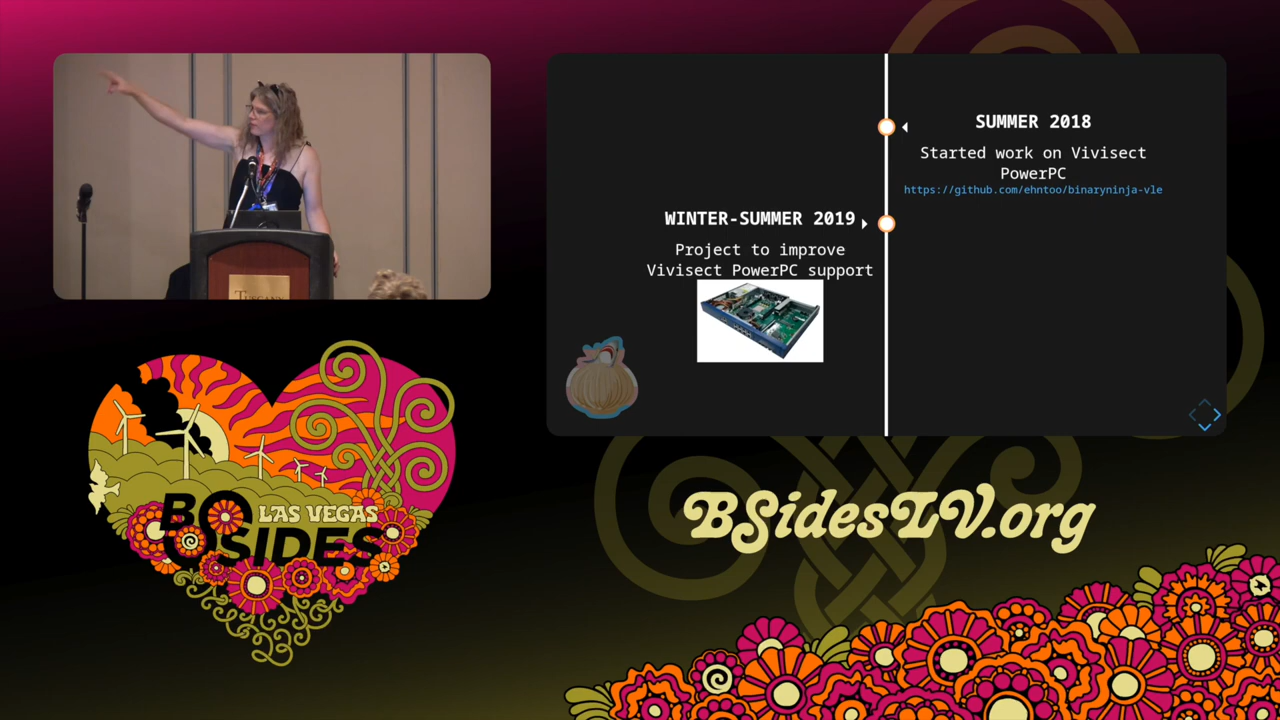 SUMMER 2018
Started work on Vivisect
PowerPC
https://github.com/ehntoo/binaryninja-vle
WINTER-SUMMER 2019
Project to improve
Vivisect PowerPC support
LAS VEGAS
BSIDES
BSidesLV.org
23